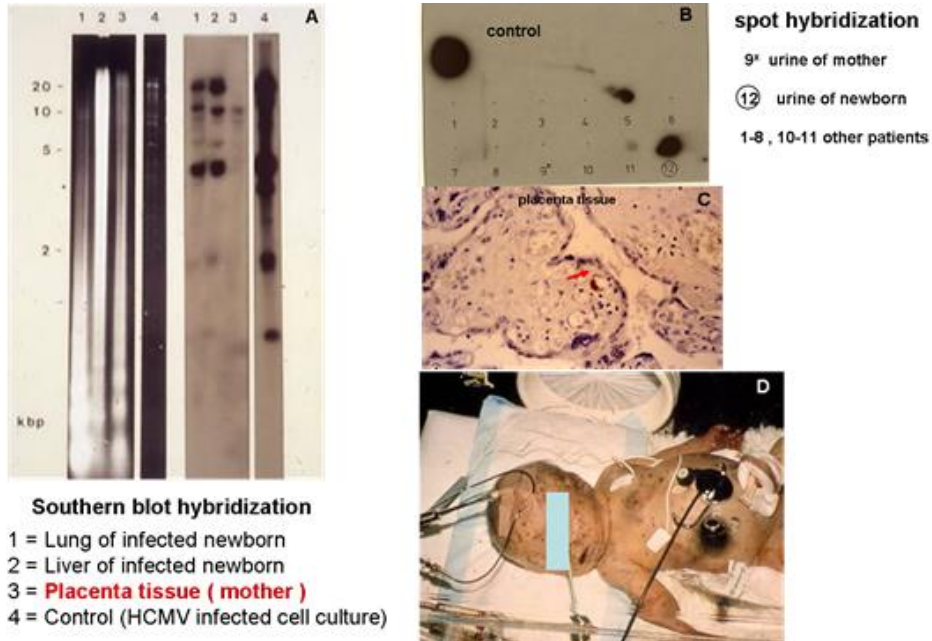 A
1 2 3 4 1 2 3 4
20 -
10 -
5 -
2 -
kbp
Southern blot hybridization
1 = Lung of infected newborn
2 = Liver of infected newborn
3 = Placenta tissue ( mother )
4 = Control (HCMV infected cell culture)
B
control
1 2 3 4 5 6
7 8 9x 10 11 12
spot hybridization
9x urine of mother
12 urine of newborn
1-8 , 10-11 other patients
placenta tissue C
D